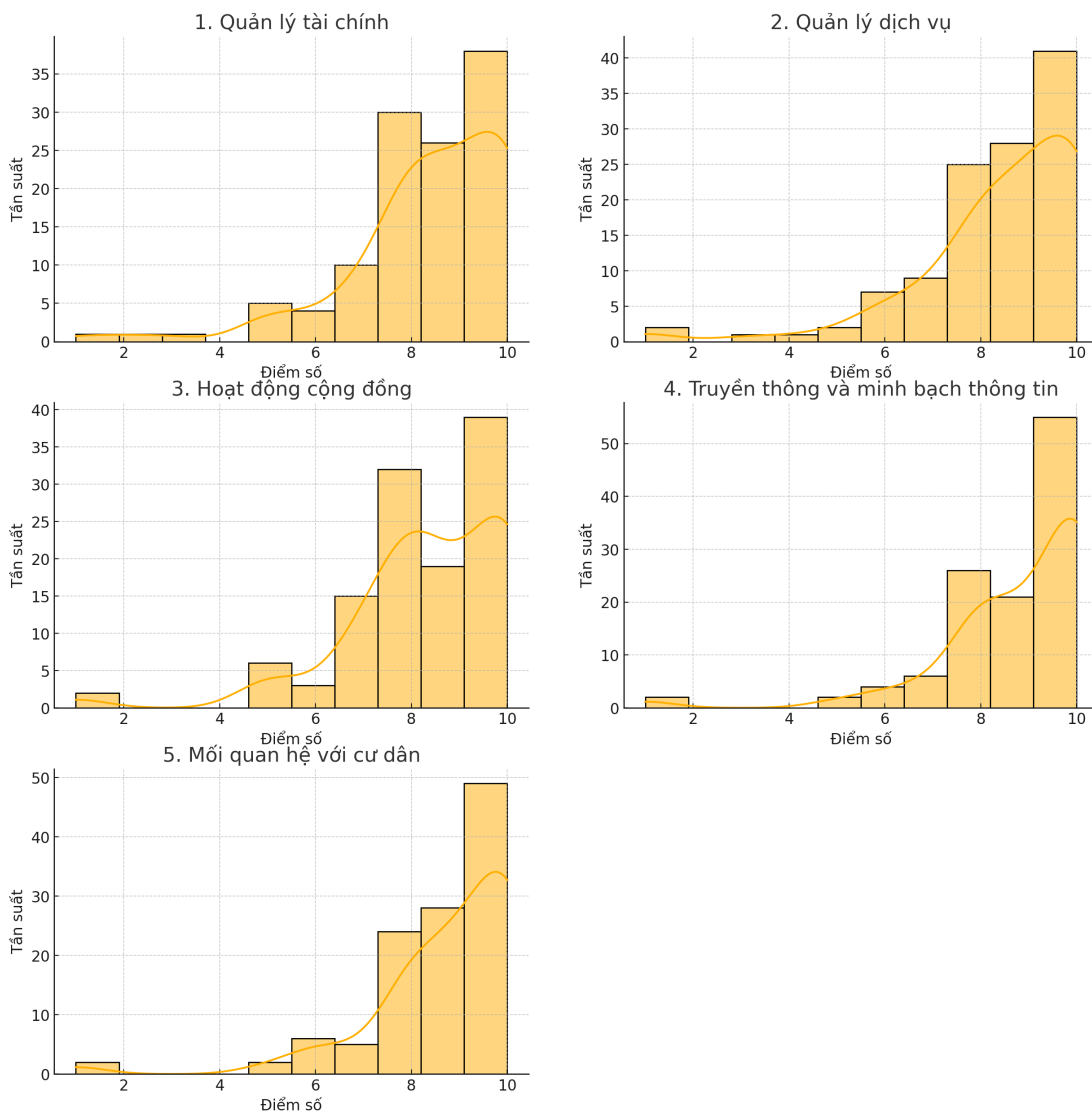 1. Quản lý tài chính
Tần suất
35
30
25
20
15
10
5
0
2 4 6 8 10
Điểm số
2. Quản lý dịch vụ
Tần suất
40
35
30
25
20
15
10
5
0
2 4 6 8 10
Điểm số
3. Hoạt động cộng đồng
Tần suất
40
35
30
25
20
15
10
5
0
2 4 6 8 10
Điểm số
4. Truyền thông và minh bạch thông tin
Tần suất
50
40
30
20
10
0
2 4 6 8 10
Điểm số
5. Mối quan hệ với cư dân
Tần suất
50
40
30
20
10
0
2 4 6 8 10
Điểm số